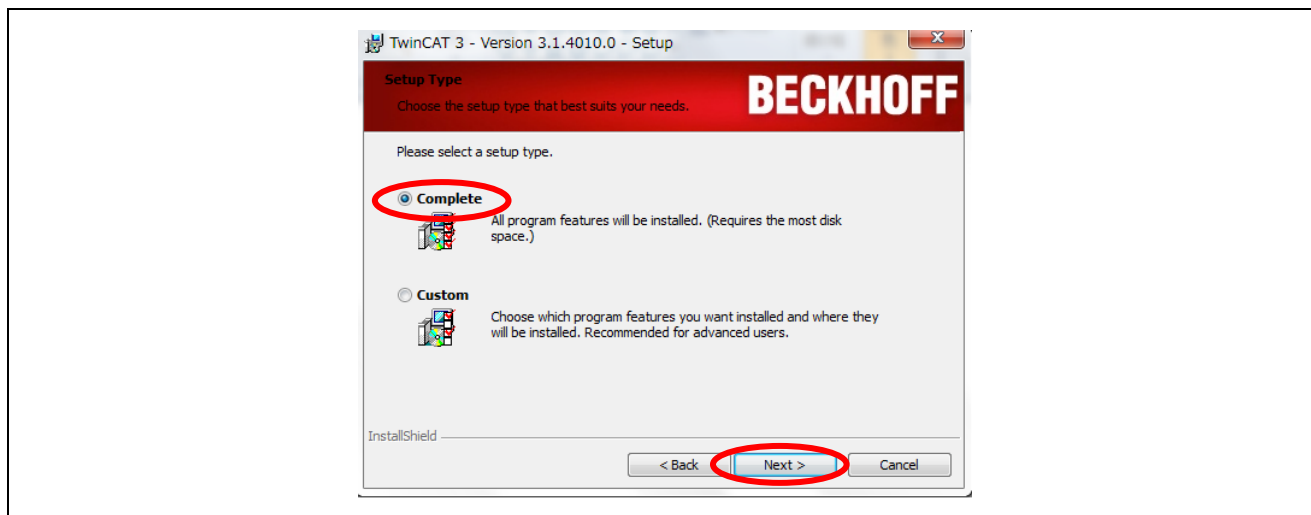 TwinCAT 3 - Version 3.1.4010.0 - Setup
Setup Type
Choose the setup type that best suits your needs.
BECKHOFF
Please select a setup type.
Complete
All program features will be installed. (Requires the most disk
space.)
Custom
Choose which program features you want installed and where they
will be installed. Recommended for advanced users.
InstallShield
< Back
Next >
Cancel